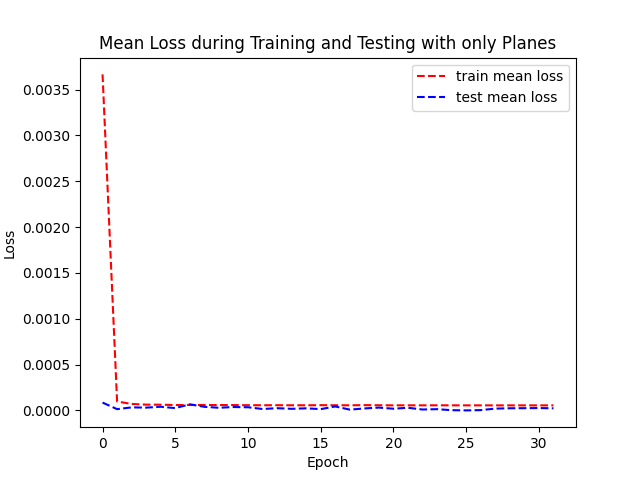 Mean Loss during Training and Testing with only Planes
train mean loss
test mean loss
0.0035
0.0030
0.0025
0.0020
0.0015
0.0010
0.0005
0.0000
Loss
0 5 10 15 20 25 30
Epoch